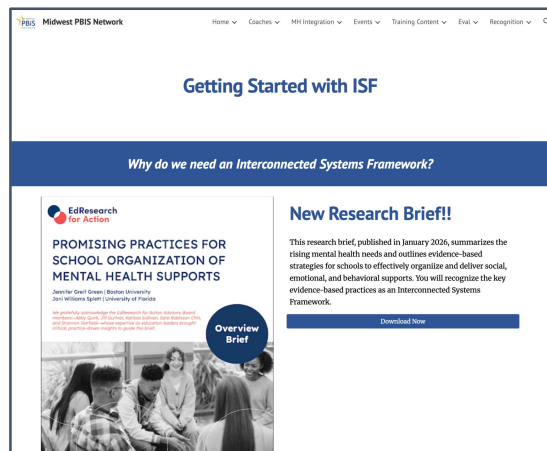 PBiS
Midwest PBIS Network
Home
Coaches
MH Integration
Events
Training Content
Eval
Recognition
Getting Started with ISF
Why do we need an Interconnected Systems Framework?
EdResearch
for Action
PROMISING PRACTICES FOR
SCHOOL ORGANIZATION OF
MENTAL HEALTH SUPPORTS
Jennifer Greif Green | Boston University
Joni Williams Splett | University of Florida
We gratefully acknowledge the EdResearch for Action Advisory Board
members—Abby Quirk, Jill Gurtner, Karissa Sullivan, Sara Robinson Chin,
and Shannon Garfield—whose expertise as education leaders brought
critical, practice-driven insights to guide this brief.
Overview
Brief
New Research Brief!!
This research brief, published in January 2026, summarizes the
rising mental health needs and outlines evidence-based
strategies for schools to effectively organize and deliver social,
emotional, and behavioral supports. You will recognize the key
evidence-based practices as an Interconnected Systems
Framework.
Download Now